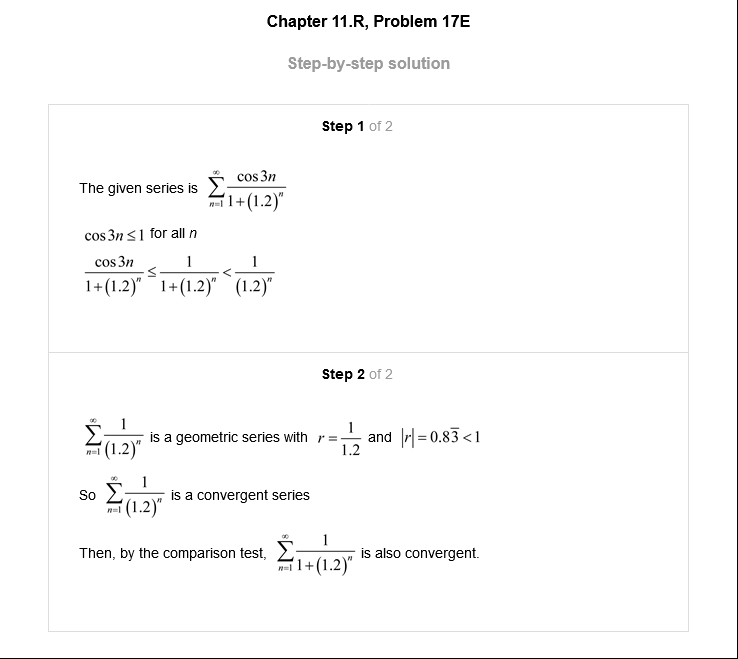 Chapter 11.R, Problem 17E
Step-by-step solution
Step 1 of 2
The given series is $\sum_{n=1}^{\infty} \frac{\cos 3n}{1+(1.2)^n}$
$\cos 3n \leq 1$ for all n
$\frac{\cos 3n}{1+(1.2)^n} \leq \frac{1}{1+(1.2)^n} < \frac{1}{(1.2)^n}$
Step 2 of 2
$\sum_{n=1}^{\infty} \frac{1}{(1.2)^n}$ is a geometric series with $r = \frac{1}{1.2}$ and $|r| = 0.8\overline{3} < 1$
So $\sum_{n=1}^{\infty} \frac{1}{(1.2)^n}$ is a convergent series
Then, by the comparison test, $\sum_{n=1}^{\infty} \frac{1}{1+(1.2)^n}$ is also convergent.